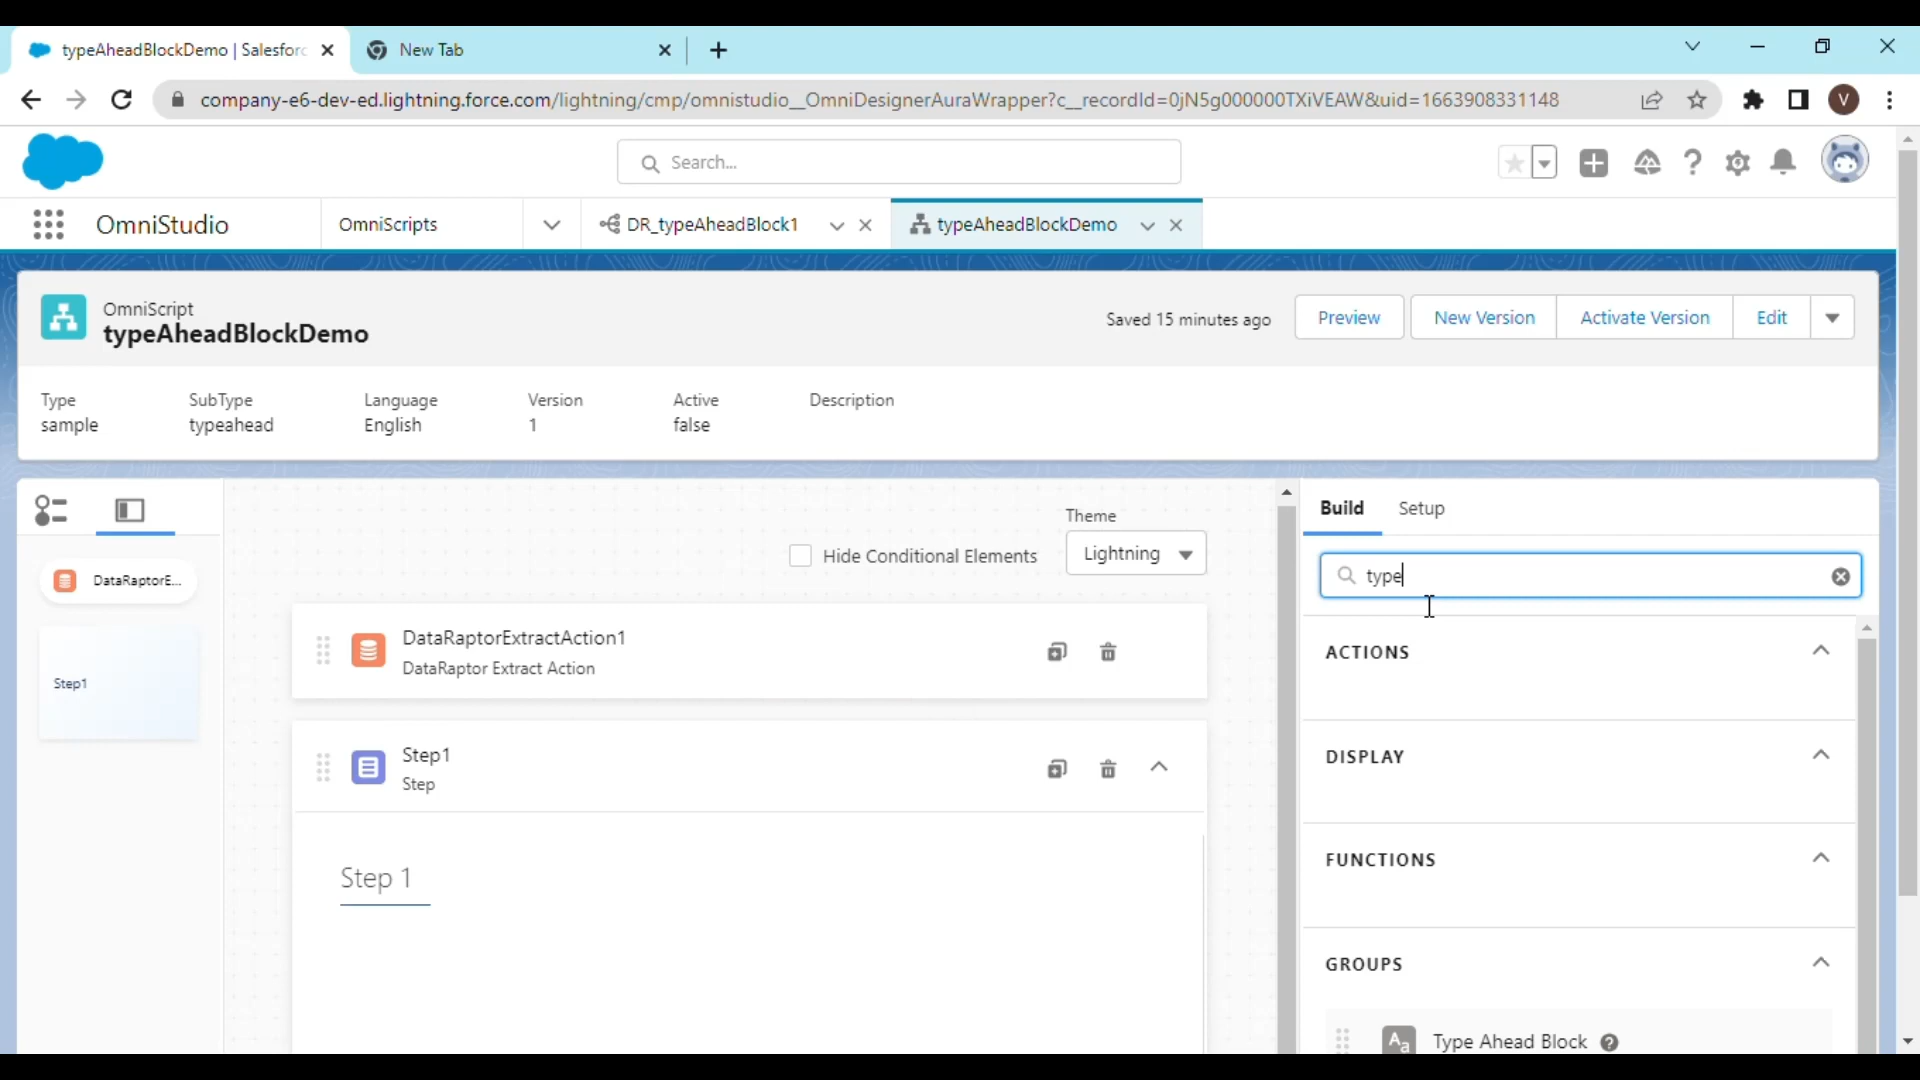 typeAheadBlockDemo | Salesforc
New Tab
company-e6-dev-ed.lightning.force.com/lightning/cmp/omnistudio__OmniDesignerAuraWrapper?c__recordId=0jN5g000000TXiVEAW&uid=1663908331148
V
Search...
OmniStudio
OmniScripts
DR_typeAheadBlock1
typeAheadBlockDemo
OmniScript
typeAheadBlockDemo
Saved 15 minutes ago
Preview
New Version
Activate Version
Edit
Type
SubType
Language
Version
Active
Description
sample
typeahead
English
1
false
Build
Setup
Theme
Hide Conditional Elements
Lightning
type
DataRaptorE...
Step1
DataRaptorExtractAction1
DataRaptor Extract Action
Step1
Step
Step 1
ACTIONS
DISPLAY
FUNCTIONS
GROUPS
Aa
Type Ahead Block